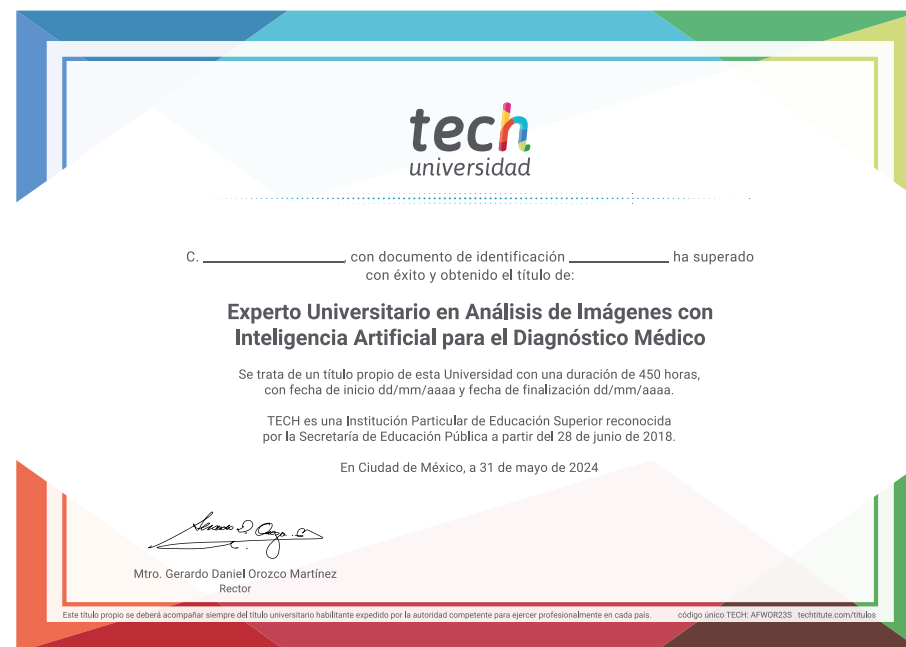 tech
universidad
C. ____________, con documento de identificación ____________ ha superado
con éxito y obtenido el título de:
Experto Universitario en Análisis de Imágenes con
Inteligencia Artificial para el Diagnóstico Médico
Se trata de un título propio de esta Universidad con una duración de 450 horas,
con fecha de inicio dd/mm/aaaa y fecha de finalización dd/mm/aaaa.
TECH es una Institución Particular de Educación Superior reconocida
por la Secretaría de Educación Pública a partir del 28 de junio de 2018.
En Ciudad de México, a 31 de mayo de 2024
Mtro. Gerardo Daniel Orozco Martínez
Rector
Este título propio se deberá acompañar siempre del título universitario habilitante expedido por la autoridad competente para ejercer profesionalmente en cada país. código único TECH: AFWOR23S techtitute.com/titulos